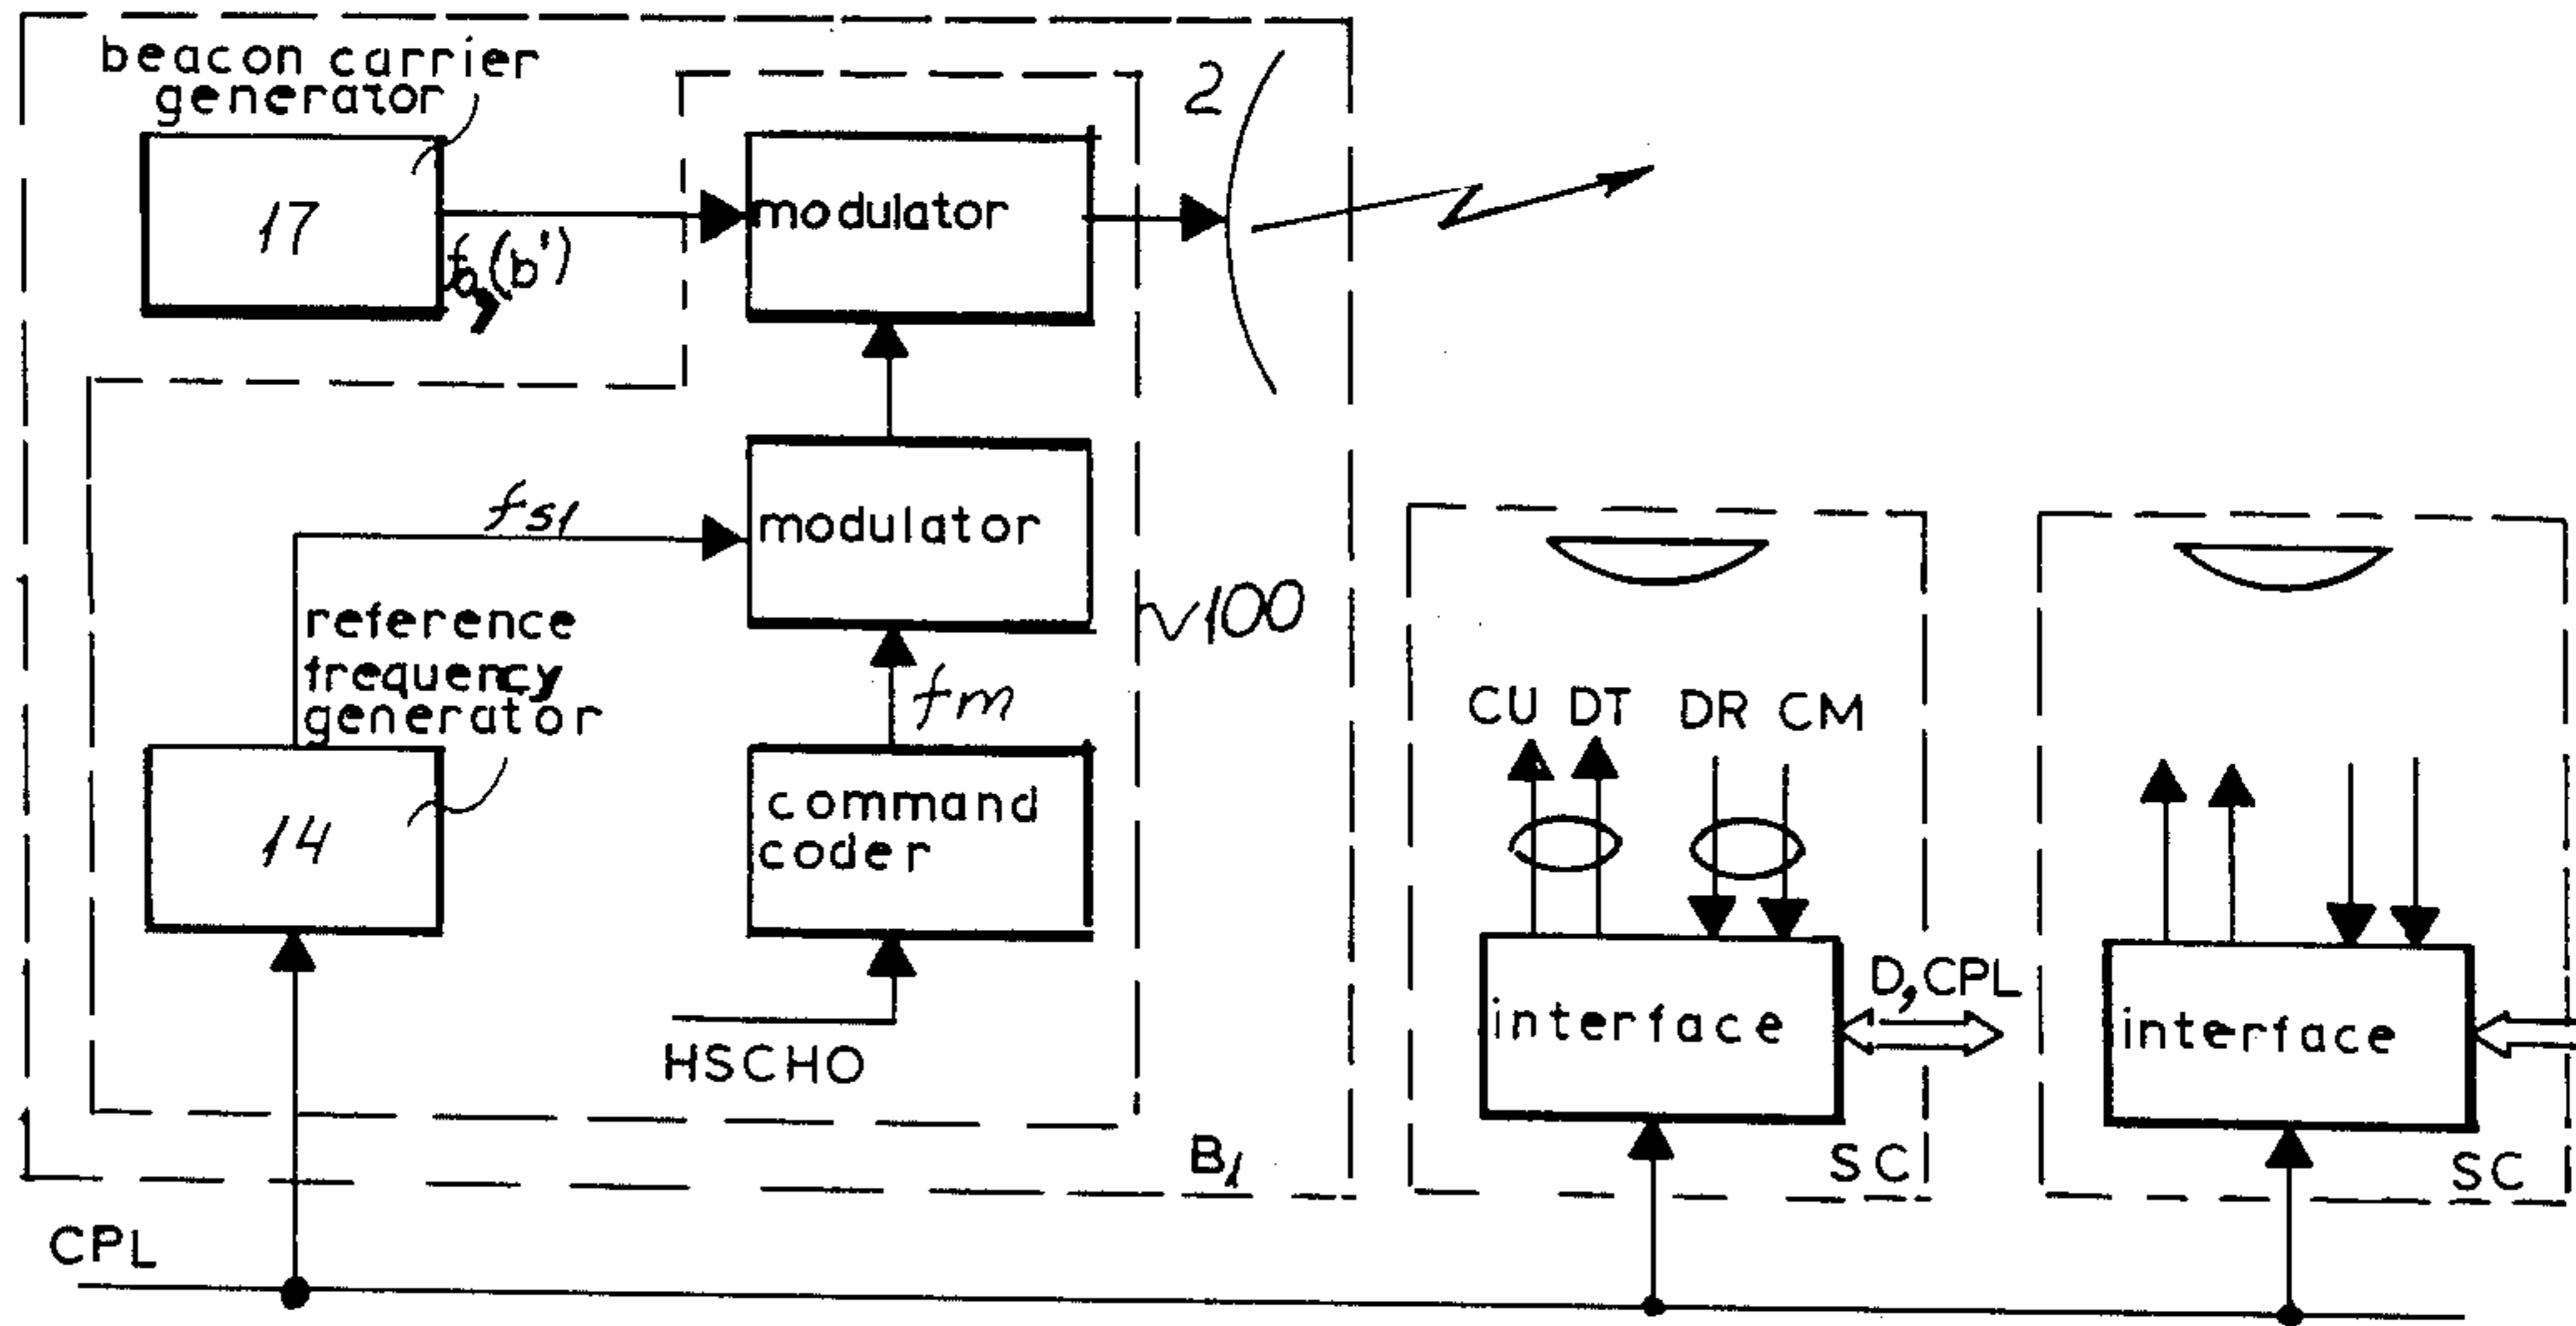 beacon carrier
generator
17
modulator
2
fs1
modulator
100
reference
frequency
generator
14
fm
command
coder
HSCHO
B1
CPL
CU DT DR CM
interface
D, CPL
SC
interface
SC